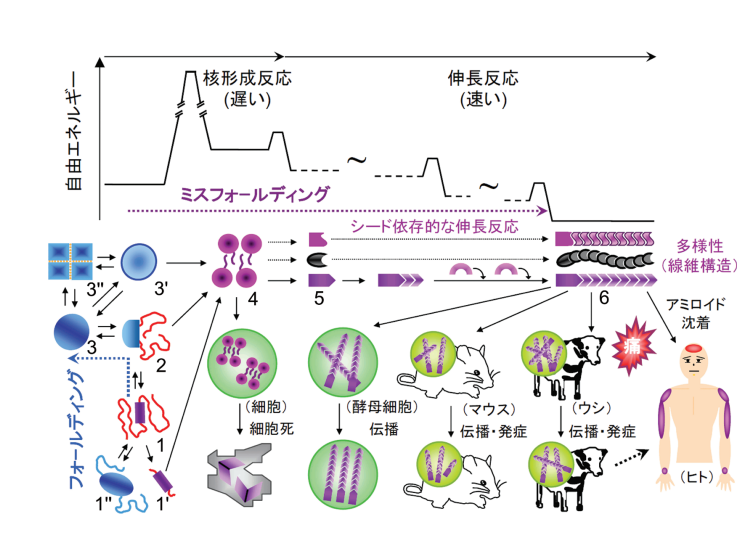 自由エネルギー
核形成反応
(遅い)
伸長反応
(速い)
～
～
ミスフォールディング
シード依存的な伸長反応
多様性
（線維構造）
3"
3'
4
5
6
3
2
1
1"
1'
フォールディング
アミロイド
沈着
痛
（細胞）
細胞死
（酵母細胞）
伝播
（マウス）
伝播・発症
（ウシ）
伝播・発症
（ヒト）